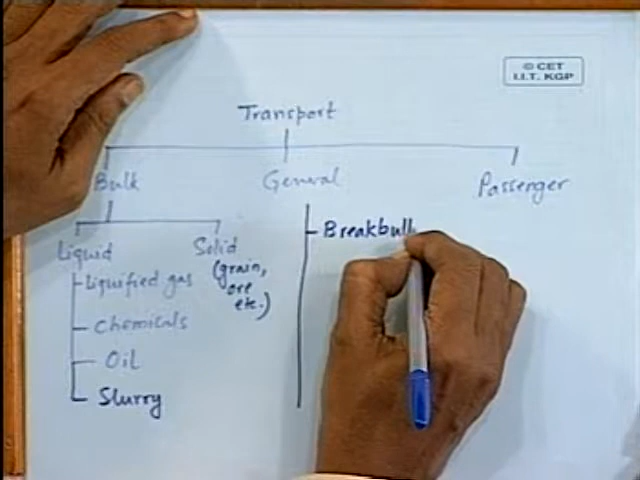 © CET
I.I.T. KGP
Transport
Bulk General Passenger
Liquid Solid
(grain,
ore
etc.)
Liquified gas
Chemicals
Oil
Slurry
Breakbulk